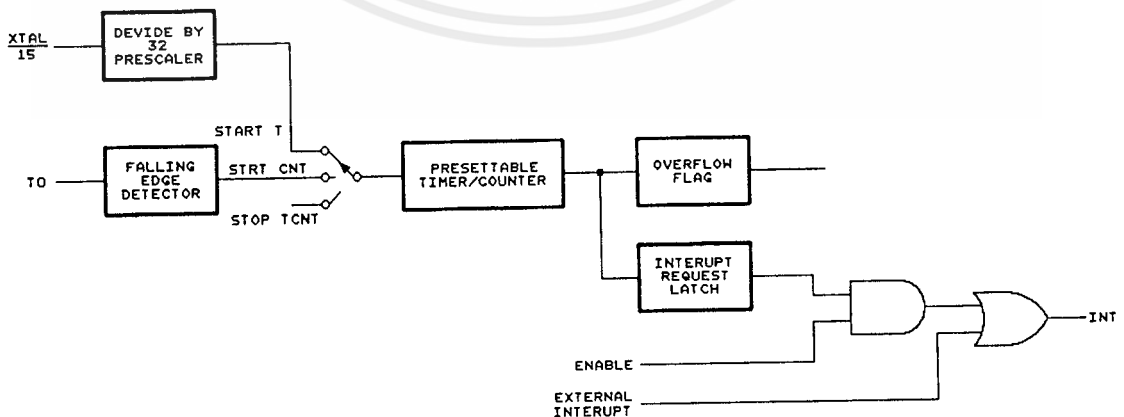 XTAL
15
DEVIDE BY
32
PRESCALER
START T
TO
FALLING
EDGE
DETECTOR
STRT CNT
STOP TCNT
PRESETTABLE
TIMER/COUNTER
OVERFLOW
FLAG
INTERUPT
REQUEST
LATCH
ENABLE
EXTERNAL
INTERUPT
INT